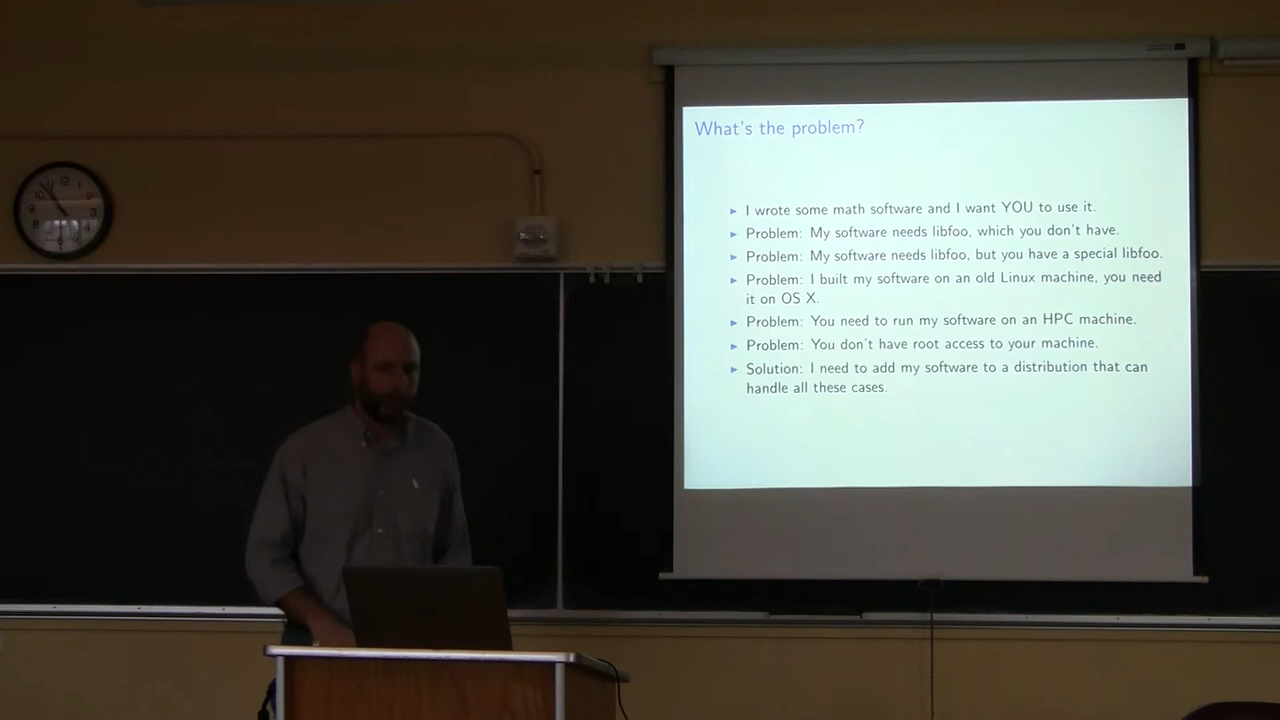 What's the problem?
▶ I wrote some math software and I want YOU to use it.
▶ Problem: My software needs libfoo, which you don't have.
▶ Problem: My software needs libfoo, but you have a special libfoo.
▶ Problem: I built my software on an old Linux machine, you need
it on OS X.
▶ Problem: You need to run my software on an HPC machine.
▶ Problem: You don't have root access to your machine.
▶ Solution: I need to add my software to a distribution that can
handle all these cases.